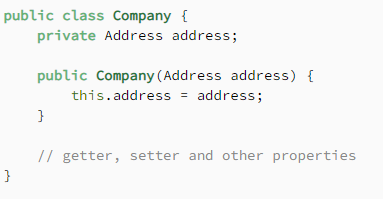 public class Company {
    private Address address;

    public Company(Address address) {
        this.address = address;
    }

    // getter, setter and other properties
}